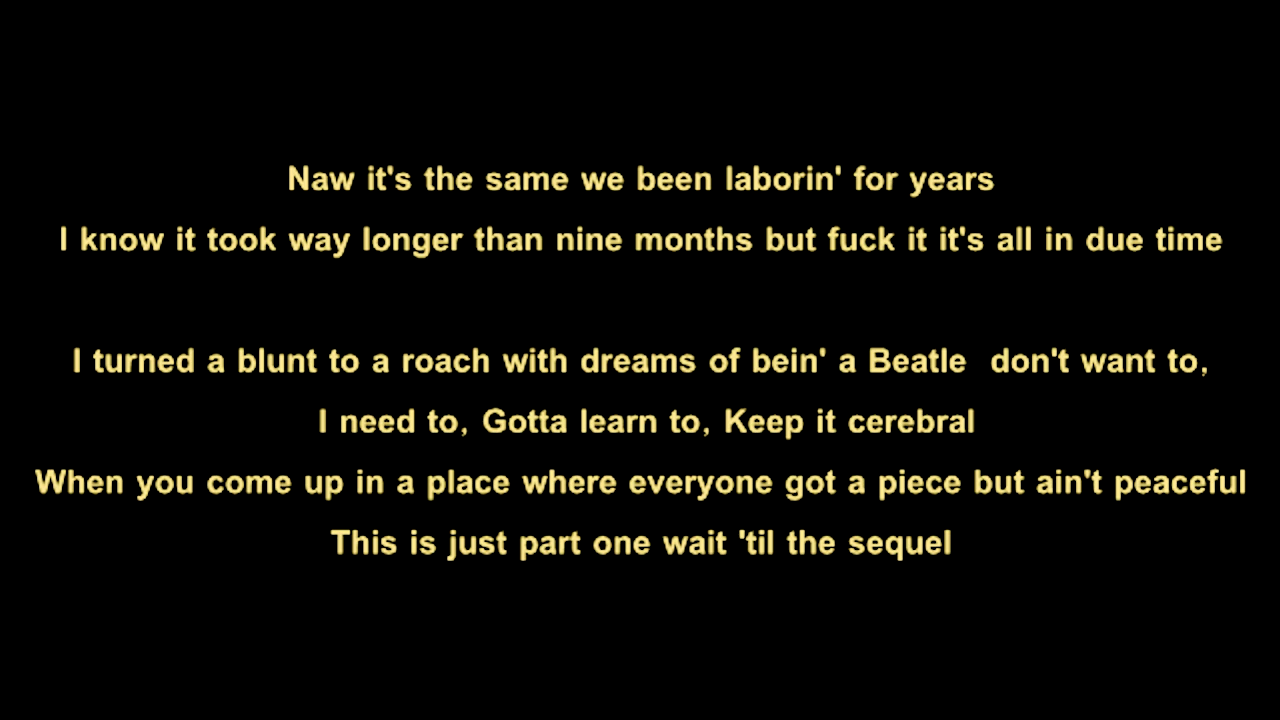 Naw it's the same we been laborin' for years
I know it took way longer than nine months but fuck it it's all in due time
I turned a blunt to a roach with dreams of bein' a Beatle  don't want to,
I need to, Gotta learn to, Keep it cerebral
When you come up in a place where everyone got a piece but ain't peaceful
This is just part one wait 'til the sequel